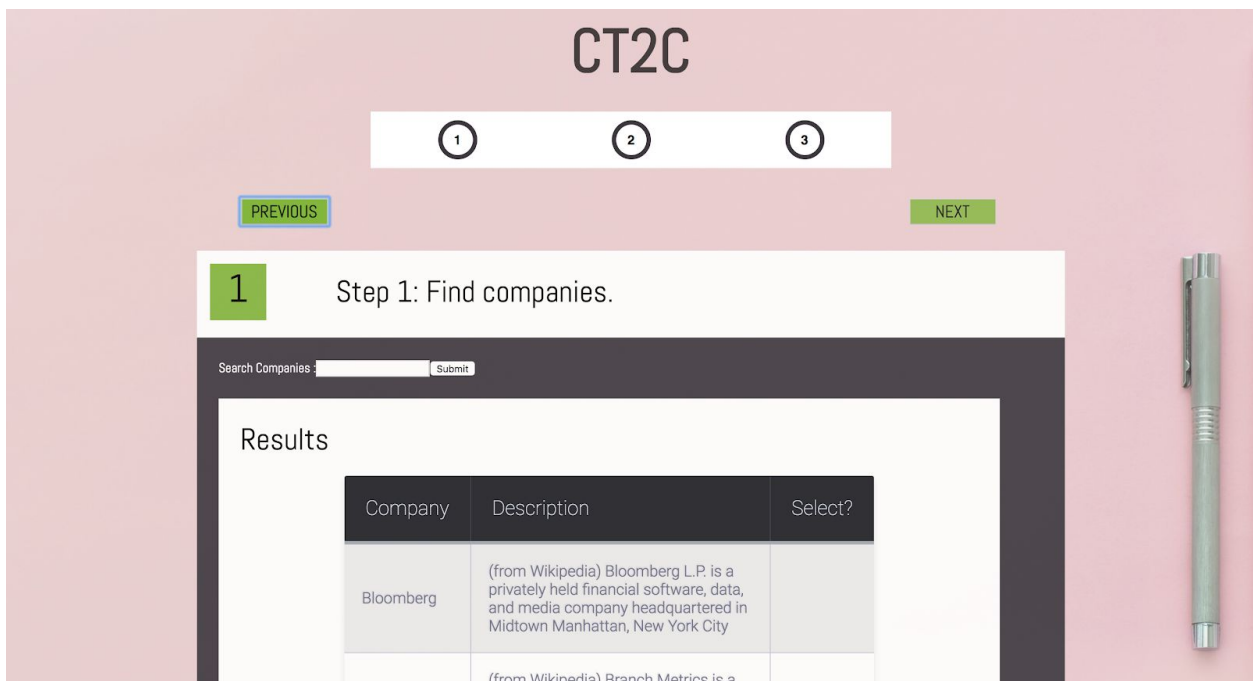 CT2C
1 2 3
PREVIOUS NEXT
1 Step 1: Find companies.
Search Companies : Submit
Results
Company Description Select?
Bloomberg
(from Wikipedia) Bloomberg L.P. is a
privately held financial software, data,
and media company headquartered in
Midtown Manhattan, New York City
(from Wikipedia) Branch Metrics is a